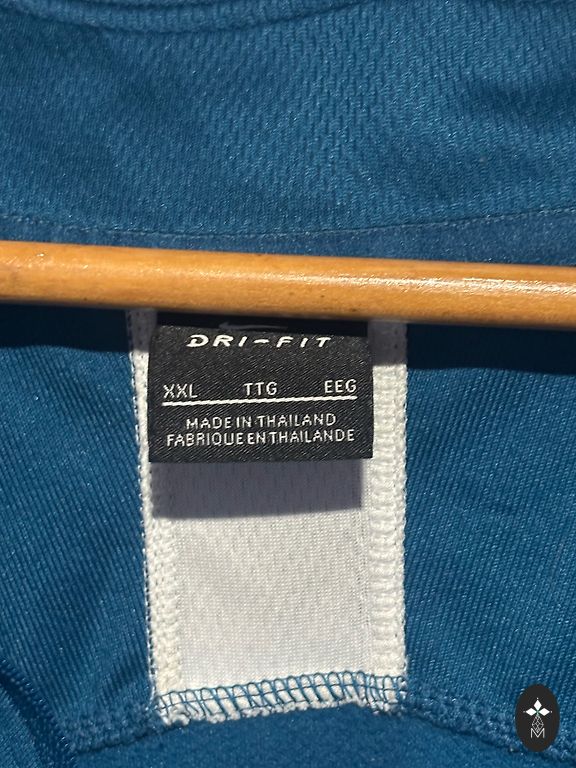 DRI-FIT
XXL TTG EEG
MADE IN THAILAND
FABRIQUE EN THAILANDE
M